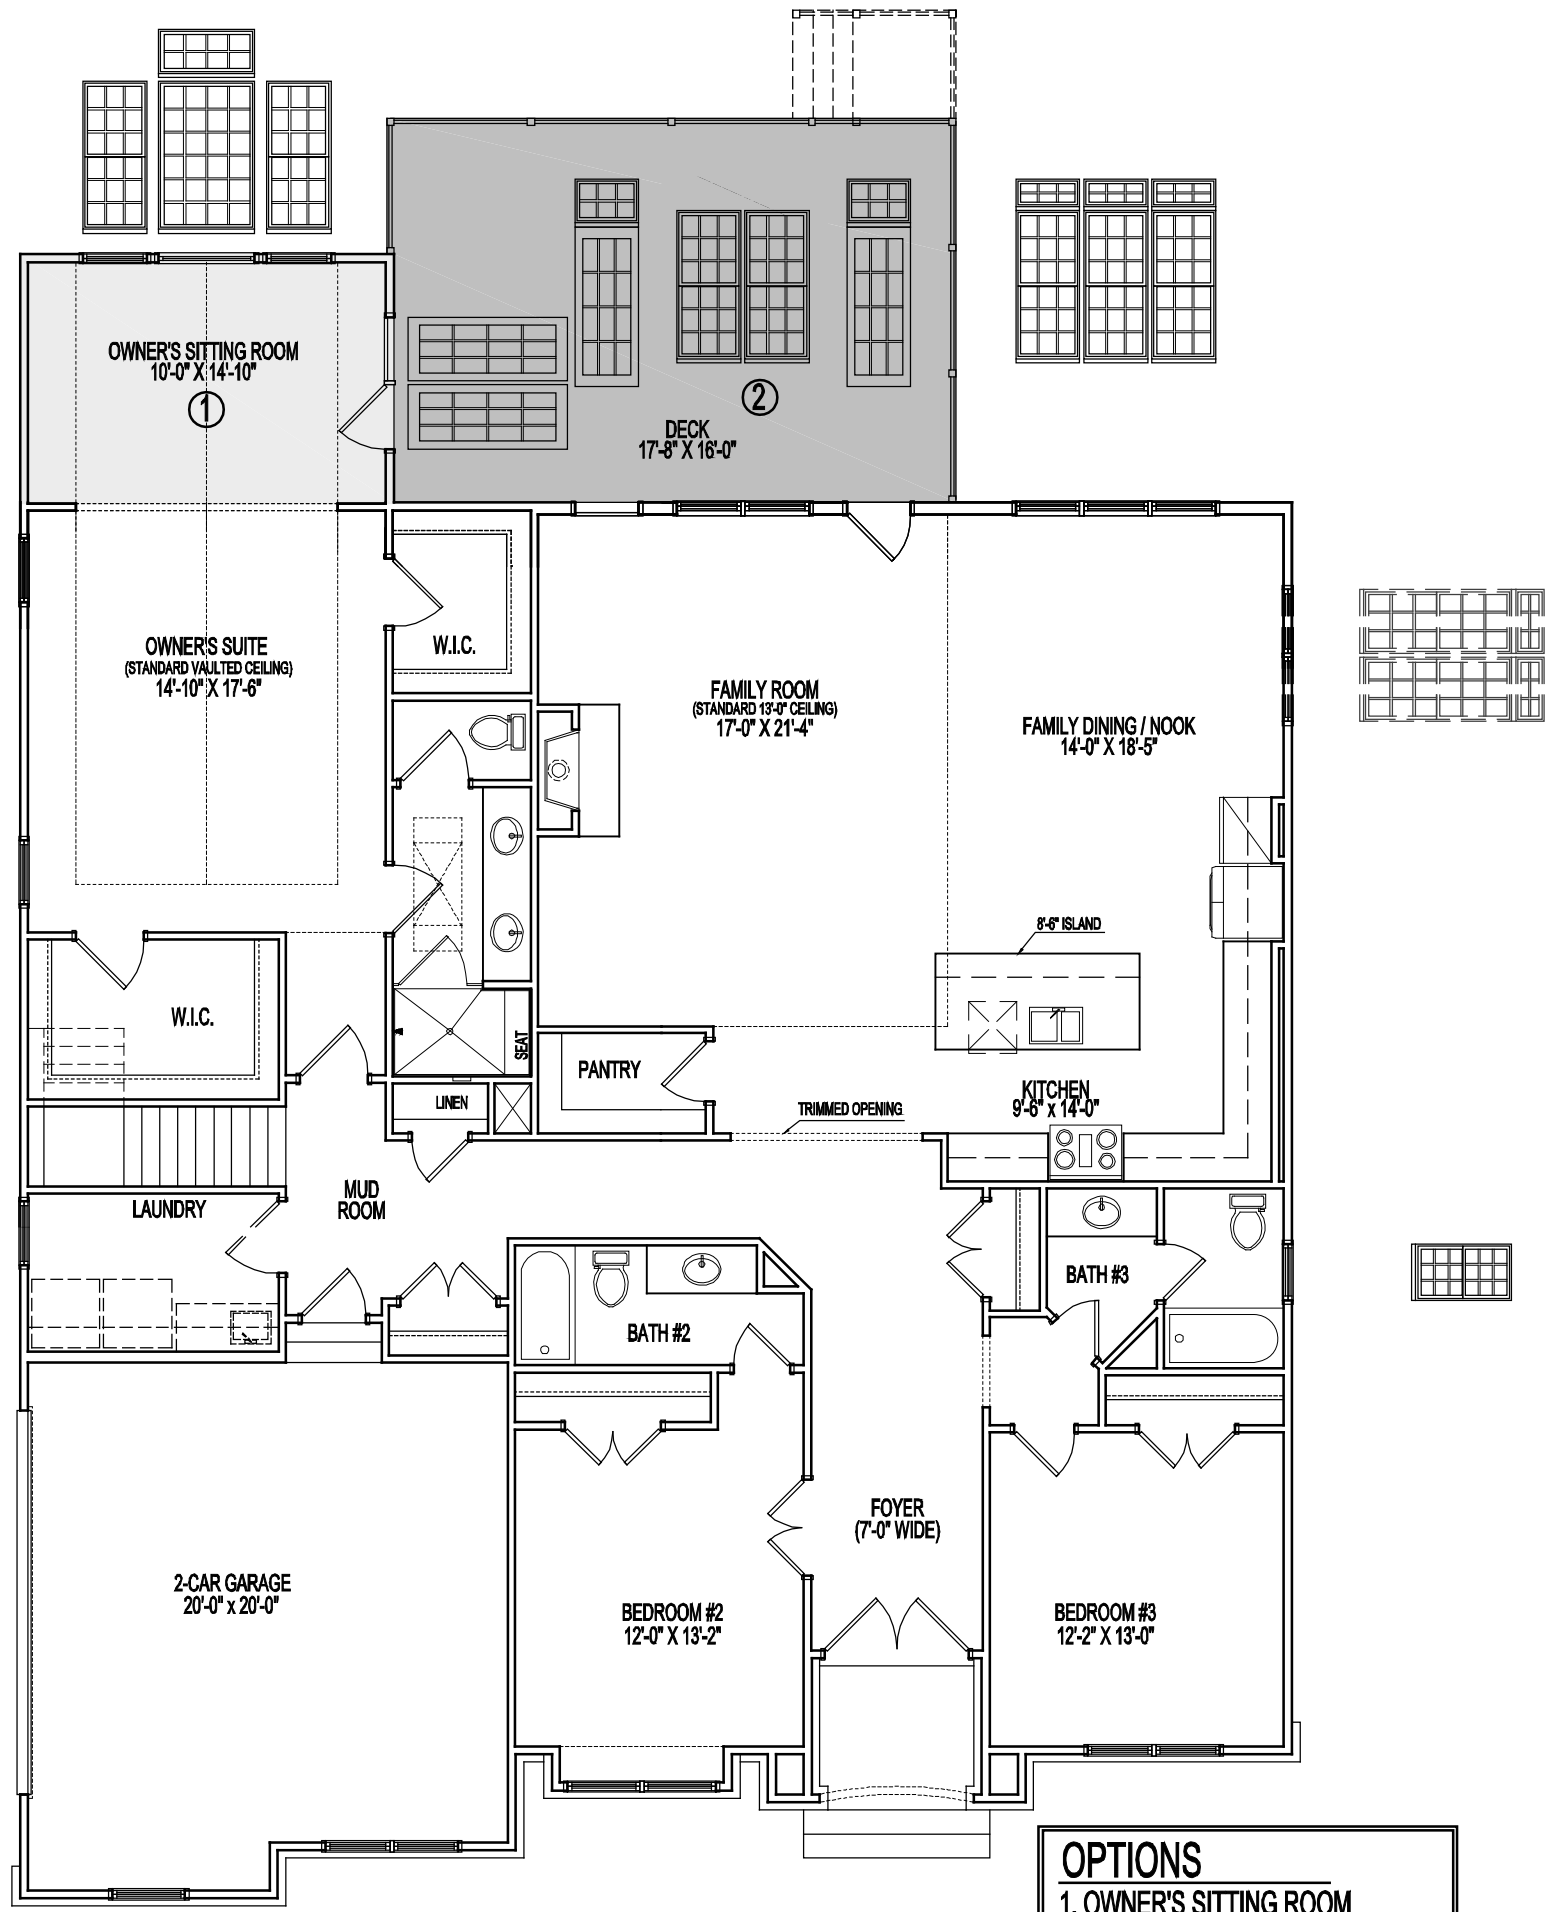 OWNER'S SITTING ROOM
10'-0" X 14'-10"
1
2
DECK
17'-8" X 16'-0"
OWNER'S SUITE
(STANDARD VAULTED CEILING)
14'-10" X 17'-6"
W.I.C.
FAMILY ROOM
(STANDARD 13'-0" CEILING)
17'-0" X 21'-4"
FAMILY DINING / NOOK
14'-0" X 18'-5"
8'-6" ISLAND
W.I.C.
SEAT
PANTRY
LINEN
KITCHEN
9'-6" x 14'-0"
TRIMMED OPENING
MUD
ROOM
LAUNDRY
BATH #3
BATH #2
FOYER
(7'-0" WIDE)
2-CAR GARAGE
20'-0" x 20'-0"
BEDROOM #2
12'-0" X 13'-2"
BEDROOM #3
12'-2" X 13'-0"
OPTIONS
1. OWNER'S SITTING ROOM